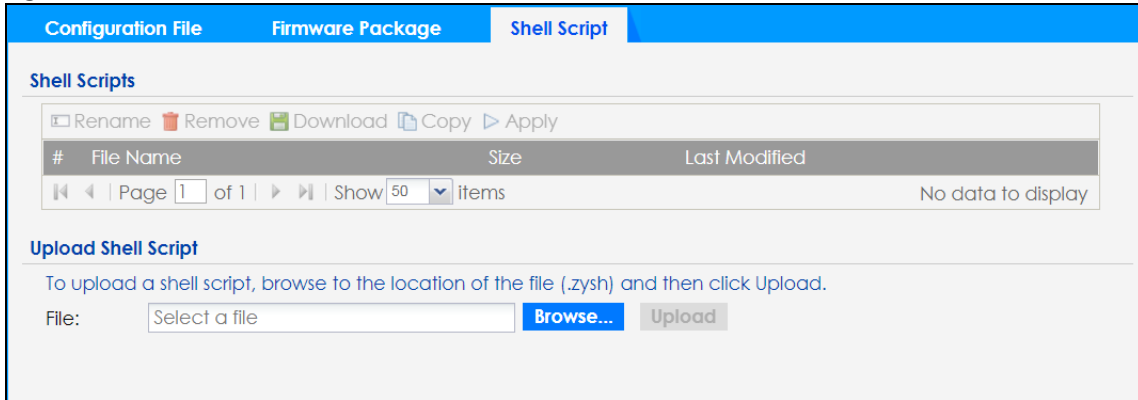 Configuration File Firmware Package Shell Script
Shell Scripts
Rename Remove Download Copy Apply
# File Name Size Last Modified
Page 1 of 1 Show 50 items No data to display
Upload Shell Script
To upload a shell script, browse to the location of the file (.zysh) and then click Upload.
File: Select a file Browse... Upload